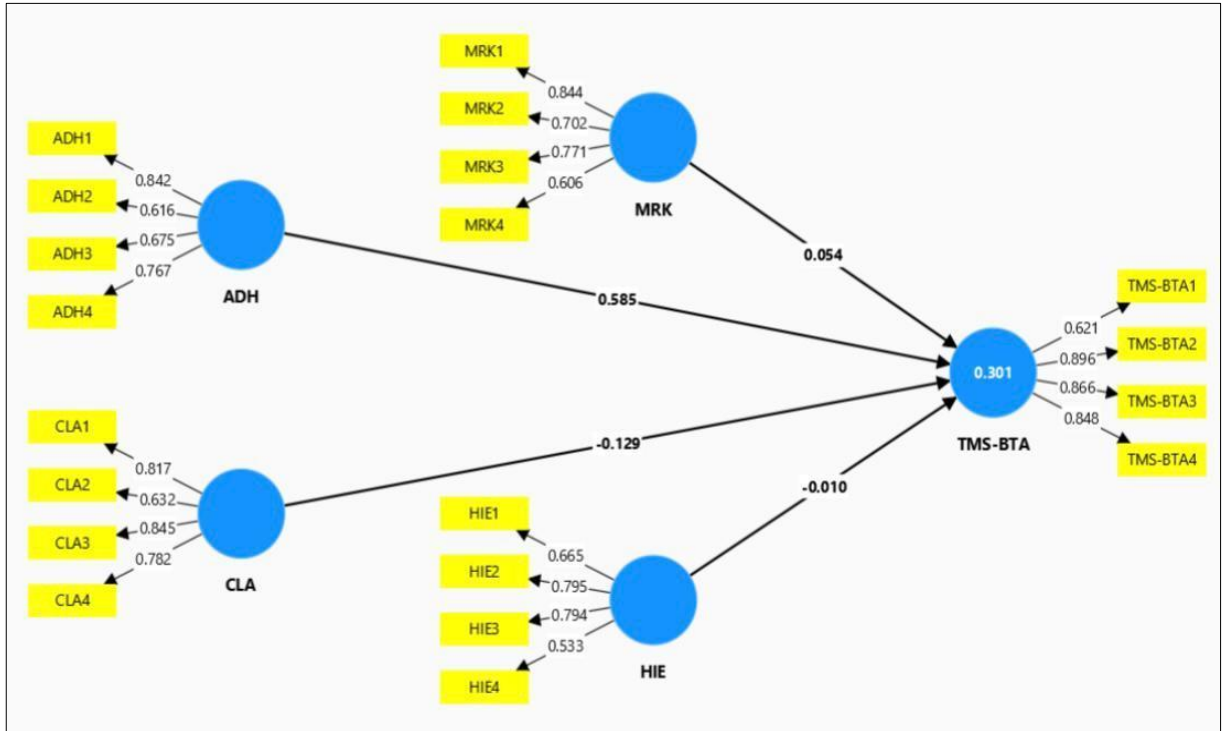 MRK1
MRK2
MRK3
MRK4
0.844
0.702
0.771
0.606
MRK
ADH1
ADH2
ADH3
ADH4
0.842
0.616
0.675
0.767
ADH
0.054
0.585
TMS-BTA1
TMS-BTA2
TMS-BTA3
TMS-BTA4
0.621
0.896
0.866
0.848
0.301
TMS-BTA
CLA1
CLA2
CLA3
CLA4
0.817
0.632
0.845
0.782
CLA
-0.129
-0.010
HIE1
HIE2
HIE3
HIE4
0.665
0.795
0.794
0.533
HIE